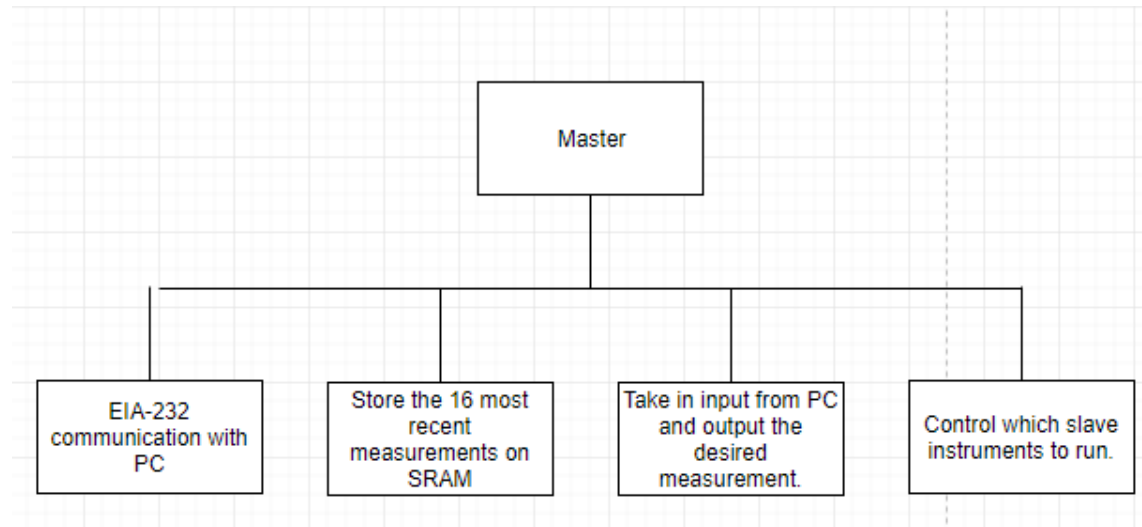 Master
EIA-232
communication with
PC
Store the 16 most
recent
measurements on
SRAM
Take in input from PC
and output the
desired
measurement.
Control which slave
instruments to run.